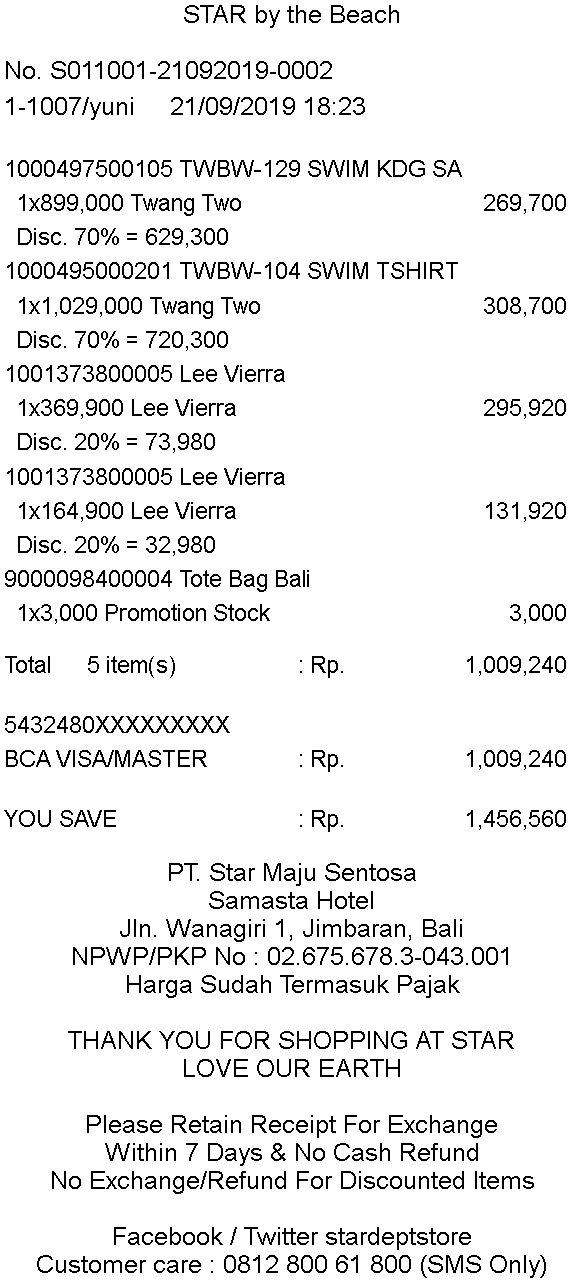 STAR by the Beach
No. S011001-21092019-0002
1-1007/yuni 21/09/2019 18:23
1000497500105 TWBW-129 SWIM KDG SA
1x899,000 Twang Two 269,700
Disc. 70% = 629,300
1000495000201 TWBW-104 SWIM TSHIRT
1x1,029,000 Twang Two 308,700
Disc. 70% = 720,300
1001373800005 Lee Vierra
1x369,900 Lee Vierra 295,920
Disc. 20% = 73,980
1001373800005 Lee Vierra
1x164,900 Lee Vierra 131,920
Disc. 20% = 32,980
9000098400004 Tote Bag Bali
1x3,000 Promotion Stock 3,000
Total 5 item(s) : Rp. 1,009,240
5432480XXXXXXXXX
BCA VISA/MASTER : Rp. 1,009,240
YOU SAVE : Rp. 1,456,560
PT. Star Maju Sentosa
Samasta Hotel
Jln. Wanagiri 1, Jimbaran, Bali
NPWP/PKP No : 02.675.678.3-043.001
Harga Sudah Termasuk Pajak
THANK YOU FOR SHOPPING AT STAR
LOVE OUR EARTH
Please Retain Receipt For Exchange
Within 7 Days & No Cash Refund
No Exchange/Refund For Discounted Items
Facebook / Twitter stardeptstore
Customer care : 0812 800 61 800 (SMS Only)